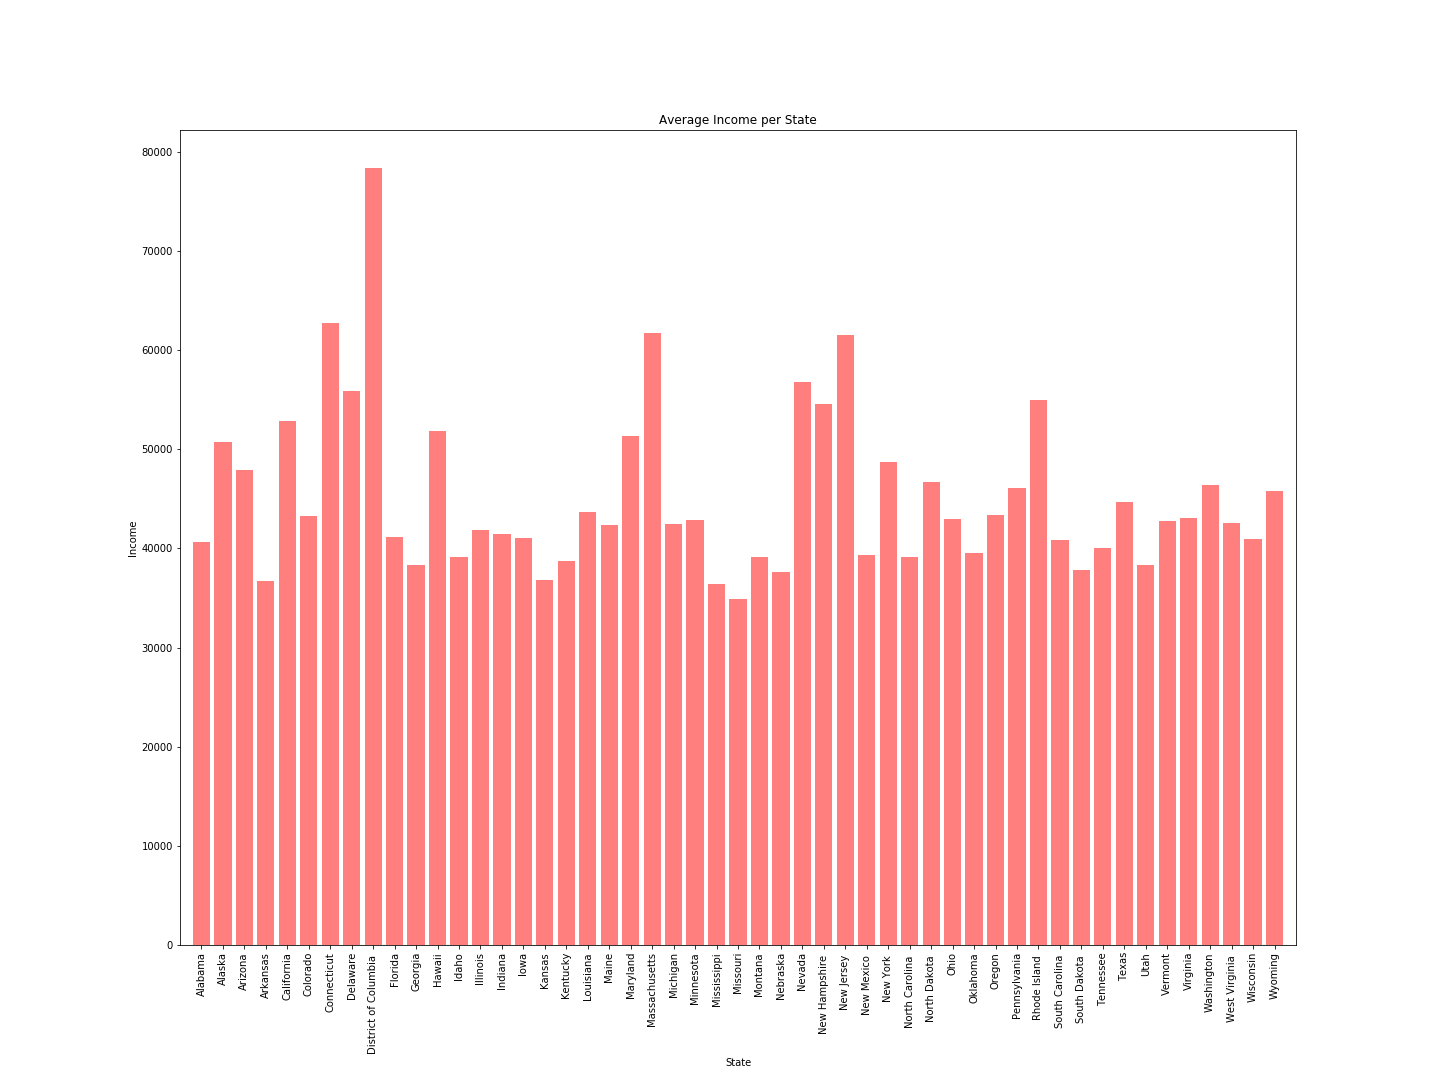 Average Income per State
80000
70000
60000
50000
40000
30000
20000
10000
0
Income
Alabama
Alaska
Arizona
Arkansas
California
Colorado
Connecticut
Delaware
District of Columbia
Florida
Georgia
Hawaii
Idaho
Illinois
Indiana
Iowa
Kansas
Kentucky
Louisiana
Maine
Maryland
Massachusetts
Michigan
Minnesota
Mississippi
Missouri
Montana
Nebraska
Nevada
New Hampshire
New Jersey
New Mexico
New York
North Carolina
North Dakota
Ohio
Oklahoma
Oregon
Pennsylvania
Rhode Island
South Carolina
South Dakota
Tennessee
Texas
Utah
Vermont
Virginia
Washington
West Virginia
Wisconsin
Wyoming
State